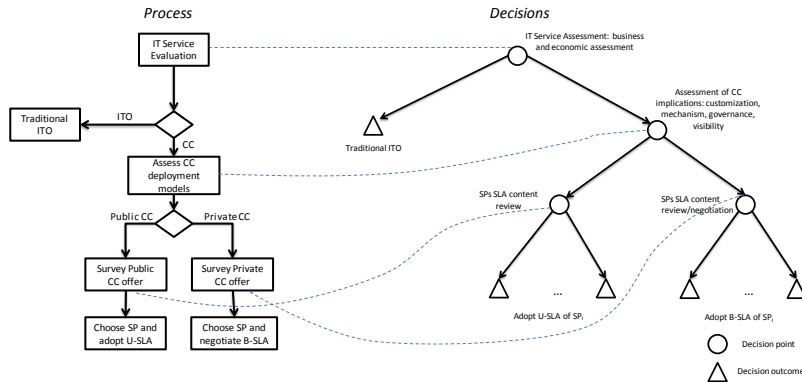 Process
Decisions
IT Service
Evaluation
IT Service Assessment: business
and economic assessment
Traditional
ITO
ITO
CC
Assess CC
deployment
models
Traditional ITO
Assessment of CC
implications: customization,
mechanism, governance,
visibility
Public CC
Private CC
SPs SLA content
review
SPs SLA content
review/negotiation
Survey Public
CC offer
Survey Private
CC offer
...
...
Choose SP and
adopt U-SLA
Choose SP and
negotiate B-SLA
Adopt U-SLA of SPi
Adopt B-SLA of SPi
Decision point
Decision outcome